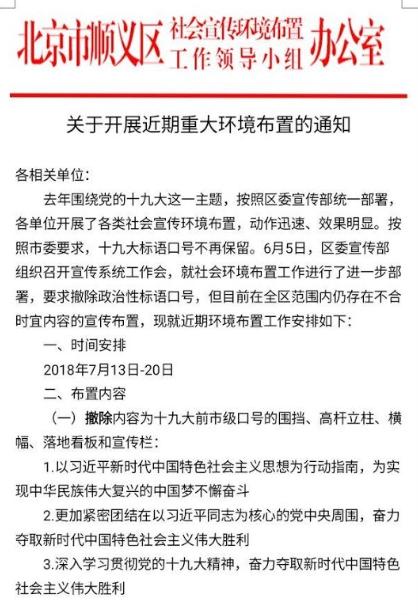 北京市顺义区 社会宣传环境布置 办公室
工作领导小组
关于开展近期重大环境布置的通知
各相关单位：
去年围绕党的十九大这一主题，按照区委宣传部统一部署，
各单位开展了各类社会宣传环境布置，动作迅速、效果明显。按
照市委要求，十九大标语口号不再保留。6月5日，区委宣传部
组织召开宣传系统工作会，就社会环境布置工作进行了进一步部
署，要求撤除政治性标语口号，但目前在全区范围内仍存在不合
时宜内容的宣传布置，现就近期环境布置工作安排如下：
一、时间安排
2018年7月13日-20日
二、布置内容
（一）撤除内容为十九大前市级口号的围挡、高杆立柱、横
幅、落地看板和宣传栏：
1.以习近平新时代中国特色社会主义思想为行动指南，为实
现中华民族伟大复兴的中国梦不懈奋斗
2.更加紧密团结在以习近平同志为核心的党中央周围，奋力
夺取新时代中国特色社会主义伟大胜利
3.深入学习贯彻党的十九大精神，奋力夺取新时代中国特色
社会主义伟大胜利